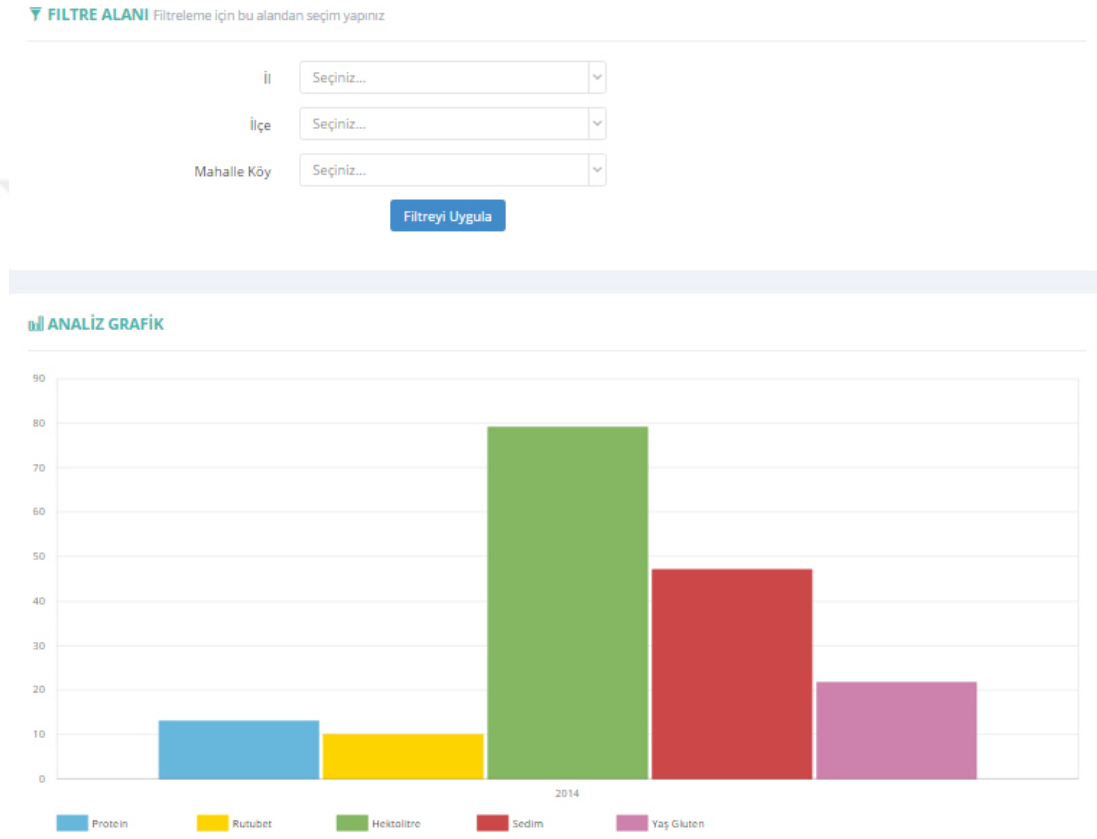 FILTRE ALANI Filtreleme için bu alandan seçim yapınız
İl Seçiniz...
İlçe Seçiniz...
Mahalle Köy Seçiniz...
Filtreyi Uygula
ANALİZ GRAFİK
90
80
70
60
50
40
30
20
10
0
2014
Protein Rutubet Hektolitre Sedim Yaş Gluten